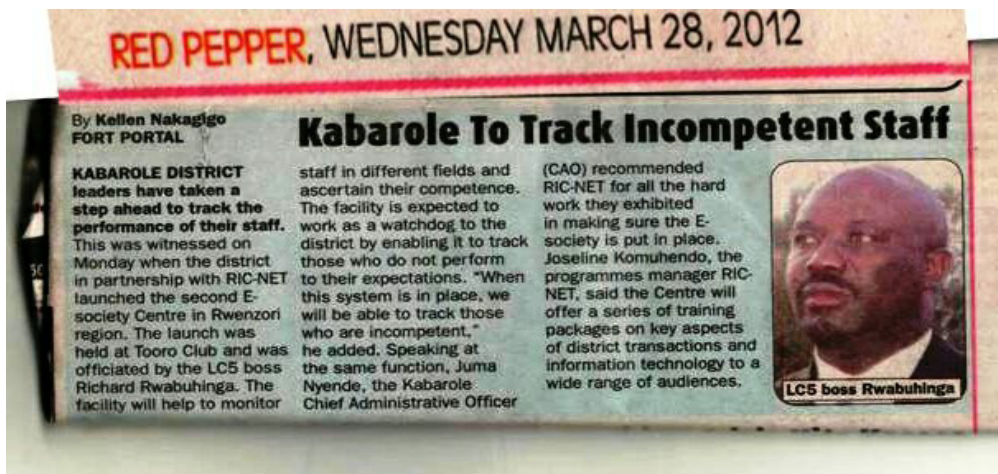 RED PEPPER, WEDNESDAY MARCH 28, 2012
By Kellen Nakagigo
FORT PORTAL
Kabarole To Track Incompetent Staff
KABAROLE DISTRICT
leaders have taken a
step ahead to track the
performance of their staff.
This was witnessed on
Monday when the district
in partnership with RIC-NET
launched the second E-
society Centre in Rwenzori
region. The launch was
held at Tooro Club and was
officiated by the LC5 boss
Richard Rwabuhinga. The
facility will help to monitor
staff in different fields and
ascertain their competence.
The facility is expected to
work as a watchdog to the
district by enabling it to track
those who do not perform
to their expectations. "When
this system is in place, we
will be able to track those
who are incompetent,"
he added. Speaking at
the same function, Juma
Nyende, the Kabarole
Chief Administrative Officer
(CAO) recommended
RIC-NET for all the hard
work they exhibited
in making sure the E-
society is put in place.
Joseline Komuhendo, the
programmes manager RIC-
NET, said the Centre will
offer a series of training
packages on key aspects
of district transactions and
information technology to a
wide range of audiences.
LC5 boss Rwabuhinga